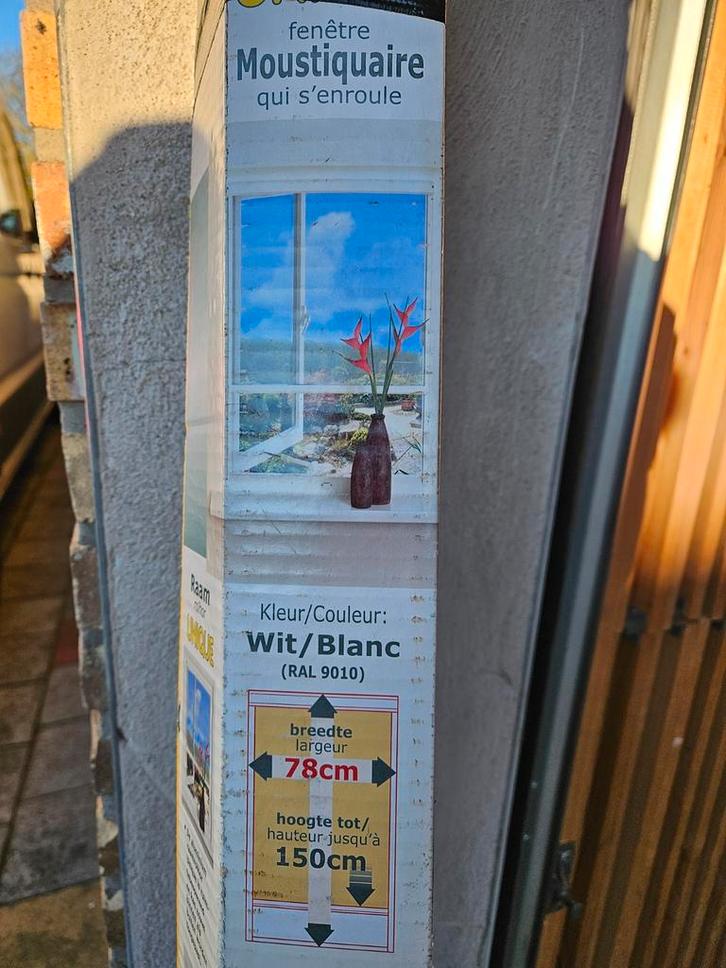 fenêtre
Moustiquaire
qui s'enroule
Kleur/Couleur:
Wit/Blanc
(RAL 9010)
breedte
largeur
78cm
hoogte tot/
hauteur jusqu'à
150cm
Raam
UNIQUE